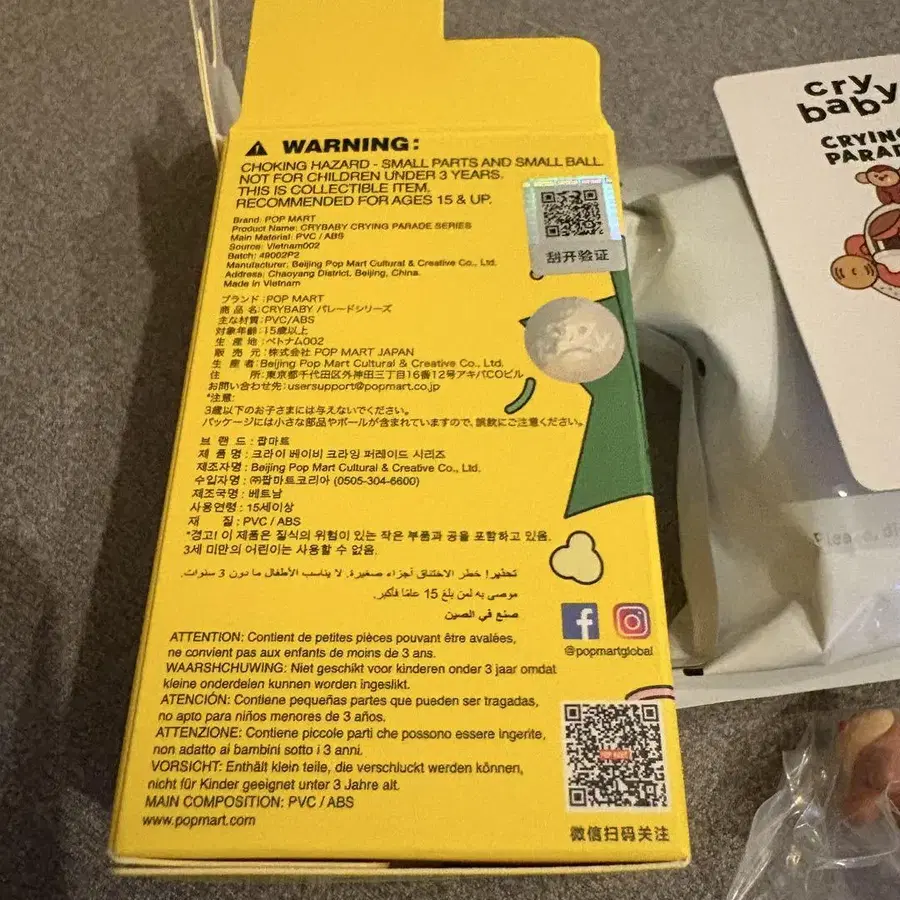 WARNING:
CHOKING HAZARD - SMALL PARTS AND SMALL BALL.
NOT FOR CHILDREN UNDER 3 YEARS.
THIS IS COLLECTIBLE ITEM.
RECOMMENDED FOR AGES 15 & UP.
Brand: POP MART
Product Name: CRYBABY CRYING PARADE SERIES
Main Material: PVC / ABS
Source: Vietnam002
Batch: 49002P2
Manufacturer: Beijing Pop Mart Cultural & Creative Co., Ltd.
Address: Chaoyang District, Beijing, China.
Made in Vietnam
刮开验证
ブランド:POP MART
商品名:CRYBABY パレードシリーズ
主な材質:PVC/ABS
対象年齢:15歳以上
生産地:ベトナム002
販売元:株式会社 POP MART JAPAN
生産者:Beijing Pop Mart Cultural & Creative Co., Ltd.
住所:東京都千代田区外神田三丁目16番12号アキバCOビル
お問い合わせ先:usersupport@popmart.co.jp
*注意:
3歳以下のお子さまには与えないでください。
パッケージには小さな部品やボールが含まれていますので、誤飲にご注意ください。
브 랜 드 : 팝마트
제 품 명 : 크라이 베이비 크라잉 퍼레이드 시리즈
제조자명 : Beijing Pop Mart Cultural & Creative Co., Ltd.
수입자명 : ㈜팝마트코리아 (0505-304-6600)
제조국명 : 베트남
사용연령 : 15세이상
재 질 : PVC / ABS
*경고! 이 제품은 질식의 위험이 있는 작은 부품과 공을 포함하고 있음.
3세 미만의 어린이는 사용할 수 없음.
تحذير! خطر الاختناق أجزاء صغيرة. لا يناسب الأطفال ما دون 3 سنوات.
موصى به لمن بلغ 15 عامًا فأكبر.
صنع في الصين
@popmartglobal
ATTENTION: Contient de petites pièces pouvant être avalées,
ne convient pas aux enfants de moins de 3 ans.
WAARSHCHUWING: Niet geschikt voor kinderen onder 3 jaar omdat
kleine onderdelen kunnen worden ingeslikt.
ATENCIÓN: Contiene pequeñas partes que pueden ser tragadas,
no apto para niños menores de 3 años.
ATTENZIONE: Contiene piccole parti che possono essere ingerite,
non adatto ai bambini sotto i 3 anni.
VORSICHT: Enthält klein teile, die verschluckt werden können,
nicht für Kinder geeignet unter 3 Jahre alt.
MAIN COMPOSITION: PVC / ABS
www.popmart.com
微信扫码关注
cry
baby
CRYING
PARAD
Please, di